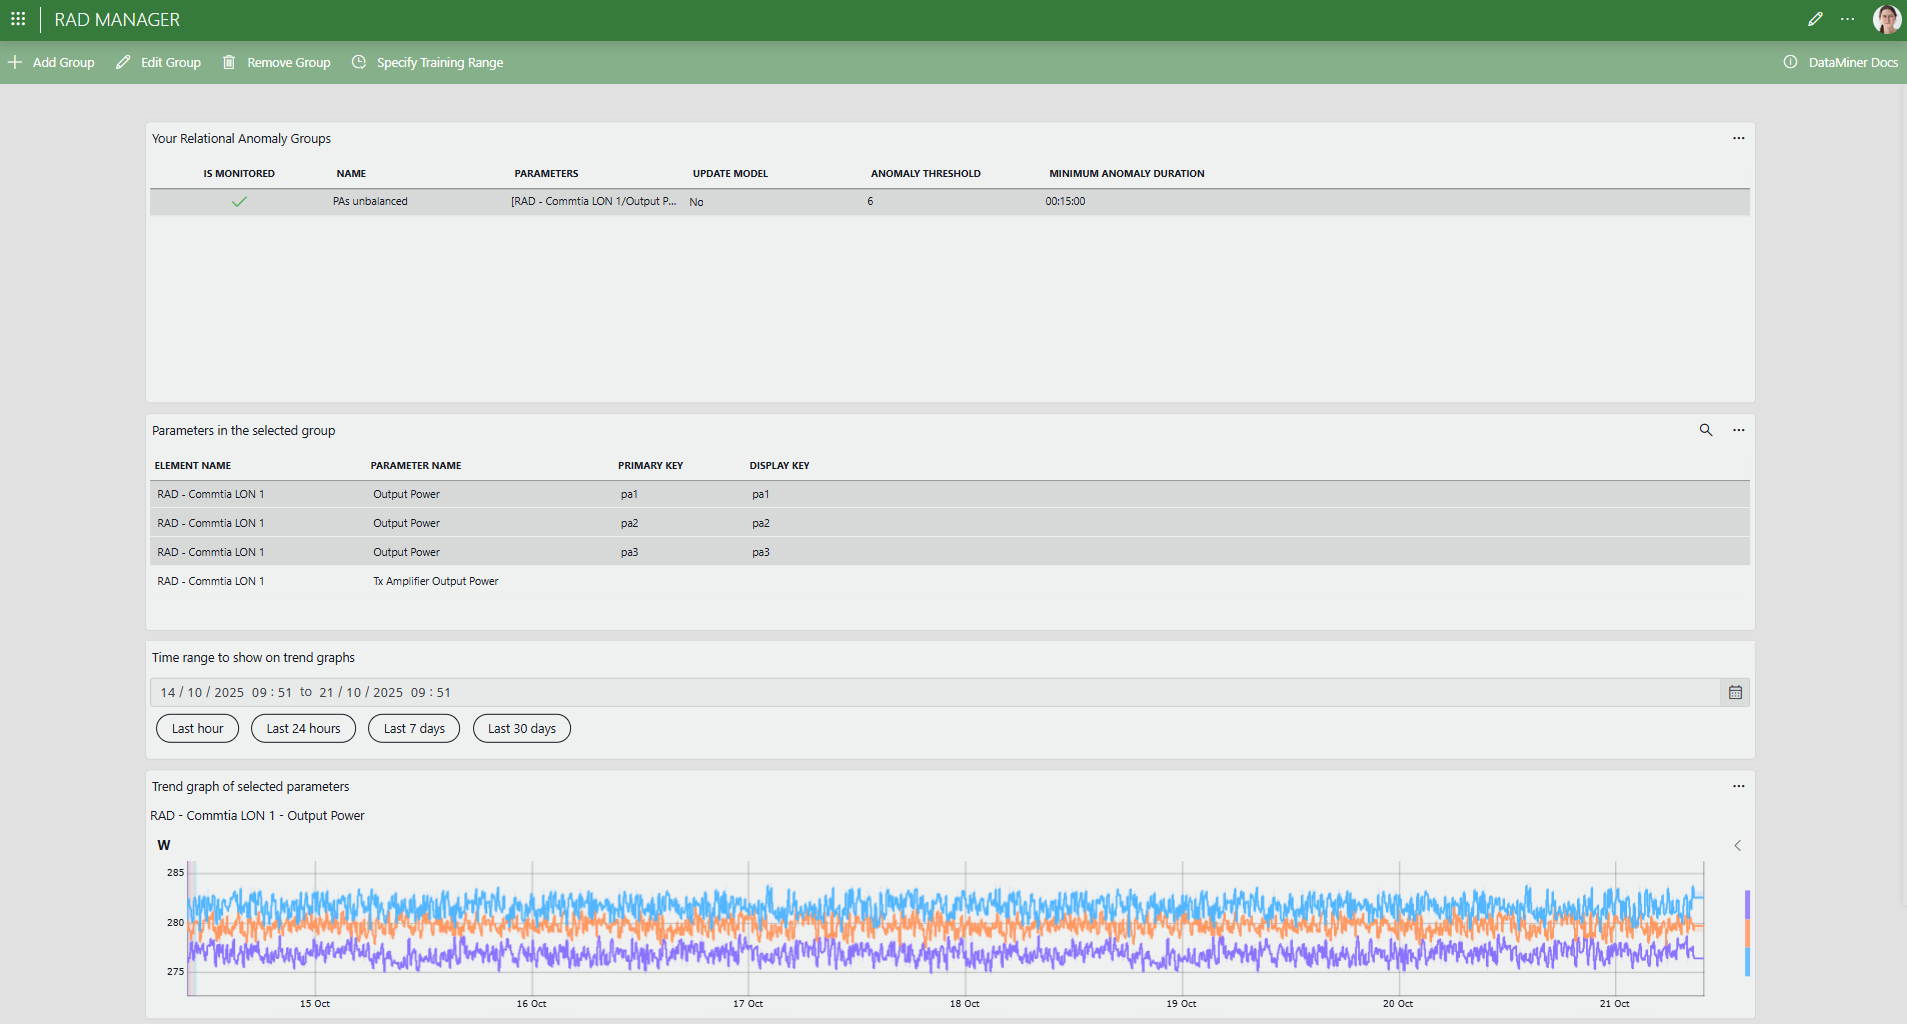 RAD MANAGER
Add Group Edit Group Remove Group Specify Training Range DataMiner Docs
Your Relational Anomaly Groups
IS MONITORED NAME PARAMETERS UPDATE MODEL ANOMALY THRESHOLD MINIMUM ANOMALY DURATION
PAs unbalanced [RAD - Commtia LON 1/Output P... No 6 00:15:00
Parameters in the selected group
ELEMENT NAME PARAMETER NAME PRIMARY KEY DISPLAY KEY
RAD - Commtia LON 1 Output Power pa1 pa1
RAD - Commtia LON 1 Output Power pa2 pa2
RAD - Commtia LON 1 Output Power pa3 pa3
RAD - Commtia LON 1 Tx Amplifier Output Power
Time range to show on trend graphs
14 / 10 / 2025 09 : 51 to 21 / 10 / 2025 09 : 51
Last hour Last 24 hours Last 7 days Last 30 days
Trend graph of selected parameters
RAD - Commtia LON 1 - Output Power
W
285
280
275
15 Oct 16 Oct 17 Oct 18 Oct 19 Oct 20 Oct 21 Oct